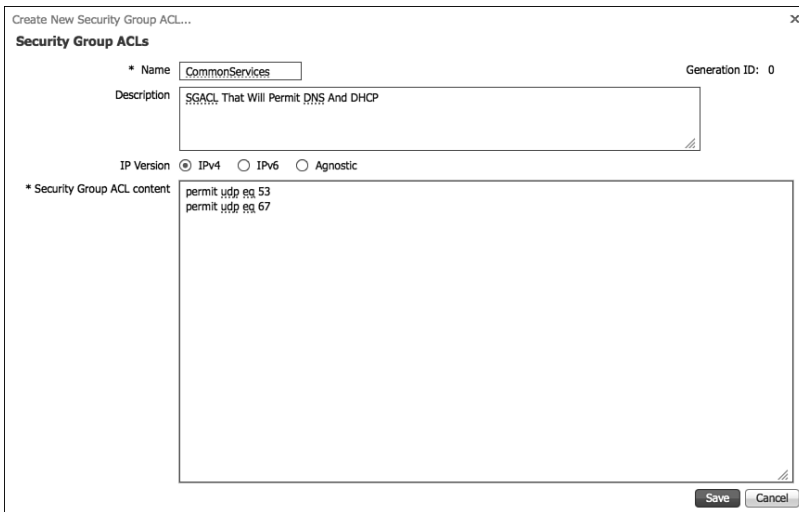 Create New Security Group ACL...
Security Group ACLs
* Name CommonServices Generation ID: 0
Description SGACL That Will Permit DNS And DHCP
IP Version IPv4 IPv6 Agnostic
* Security Group ACL content permit udp eq 53
permit udp eq 67
Save Cancel